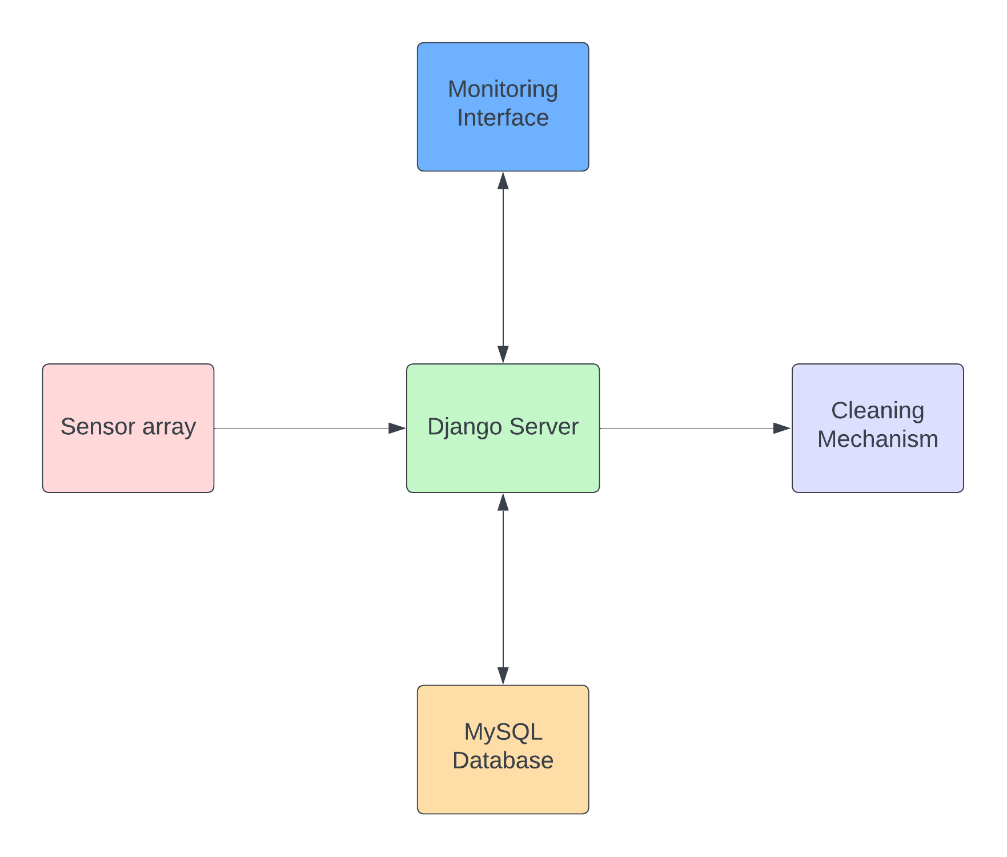 Monitoring
Interface
Sensor array
Django Server
Cleaning
Mechanism
MySQL
Database